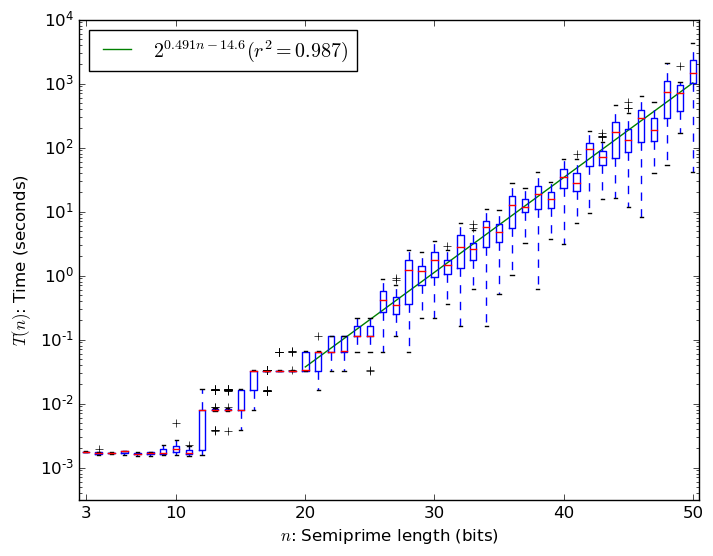 2^{0.491n−14.6} (r² = 0.987)
10^4
10^3
10^2
10^1
10^0
10^-1
10^-2
10^-3
T(n): Time (seconds)
3 10 20 30 40 50
n: Semiprime length (bits)